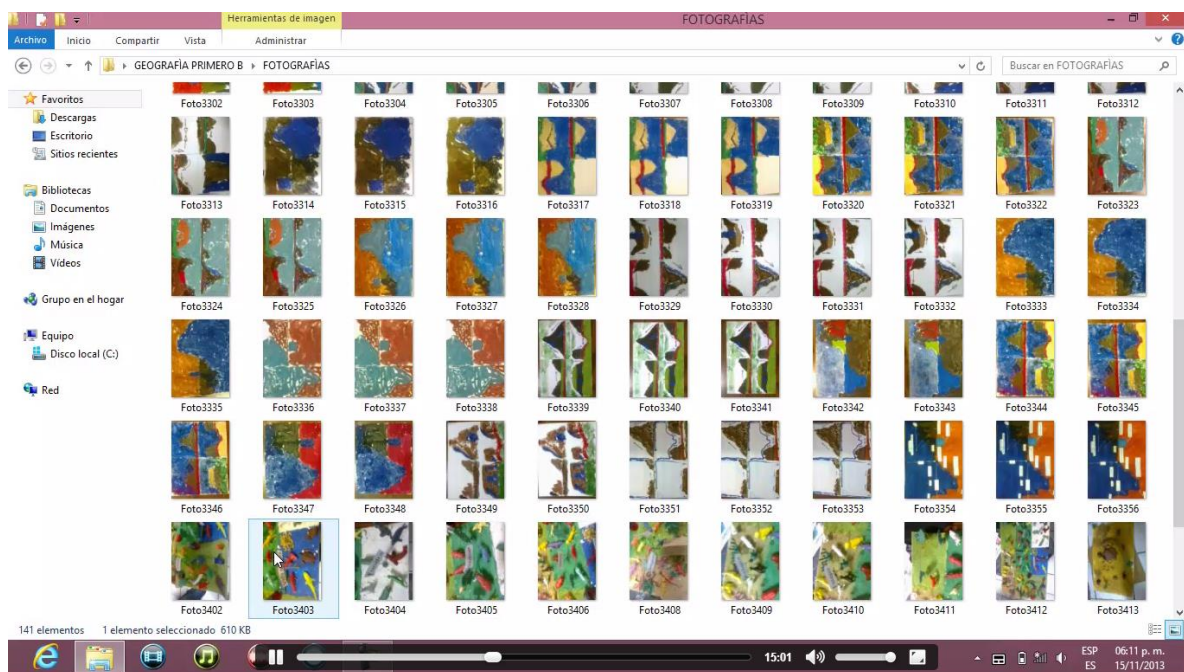 Herramientas de imagen
FOTOGRAFÌAS
Archivo Inicio Compartir Vista Administrar
GEOGRAFÌA PRIMERO B FOTOGRAFÌAS
Buscar en FOTOGRAFÌAS
Favoritos
Descargas
Escritorio
Sitios recientes
Bibliotecas
Documentos
Imágenes
Música
Vídeos
Grupo en el hogar
Equipo
Disco local (C:)
Red
Foto3302 Foto3303 Foto3304 Foto3305 Foto3306 Foto3307 Foto3308 Foto3309 Foto3310 Foto3311 Foto3312
Foto3313 Foto3314 Foto3315 Foto3316 Foto3317 Foto3318 Foto3319 Foto3320 Foto3321 Foto3322 Foto3323
Foto3324 Foto3325 Foto3326 Foto3327 Foto3328 Foto3329 Foto3330 Foto3331 Foto3332 Foto3333 Foto3334
Foto3335 Foto3336 Foto3337 Foto3338 Foto3339 Foto3340 Foto3341 Foto3342 Foto3343 Foto3344 Foto3345
Foto3346 Foto3347 Foto3348 Foto3349 Foto3350 Foto3351 Foto3352 Foto3353 Foto3354 Foto3355 Foto3356
Foto3402 Foto3403 Foto3404 Foto3405 Foto3406 Foto3408 Foto3409 Foto3410 Foto3411 Foto3412 Foto3413
141 elementos 1 elemento seleccionado 610 KB
15:01
ESP 06:11 p. m.
ES 15/11/2013